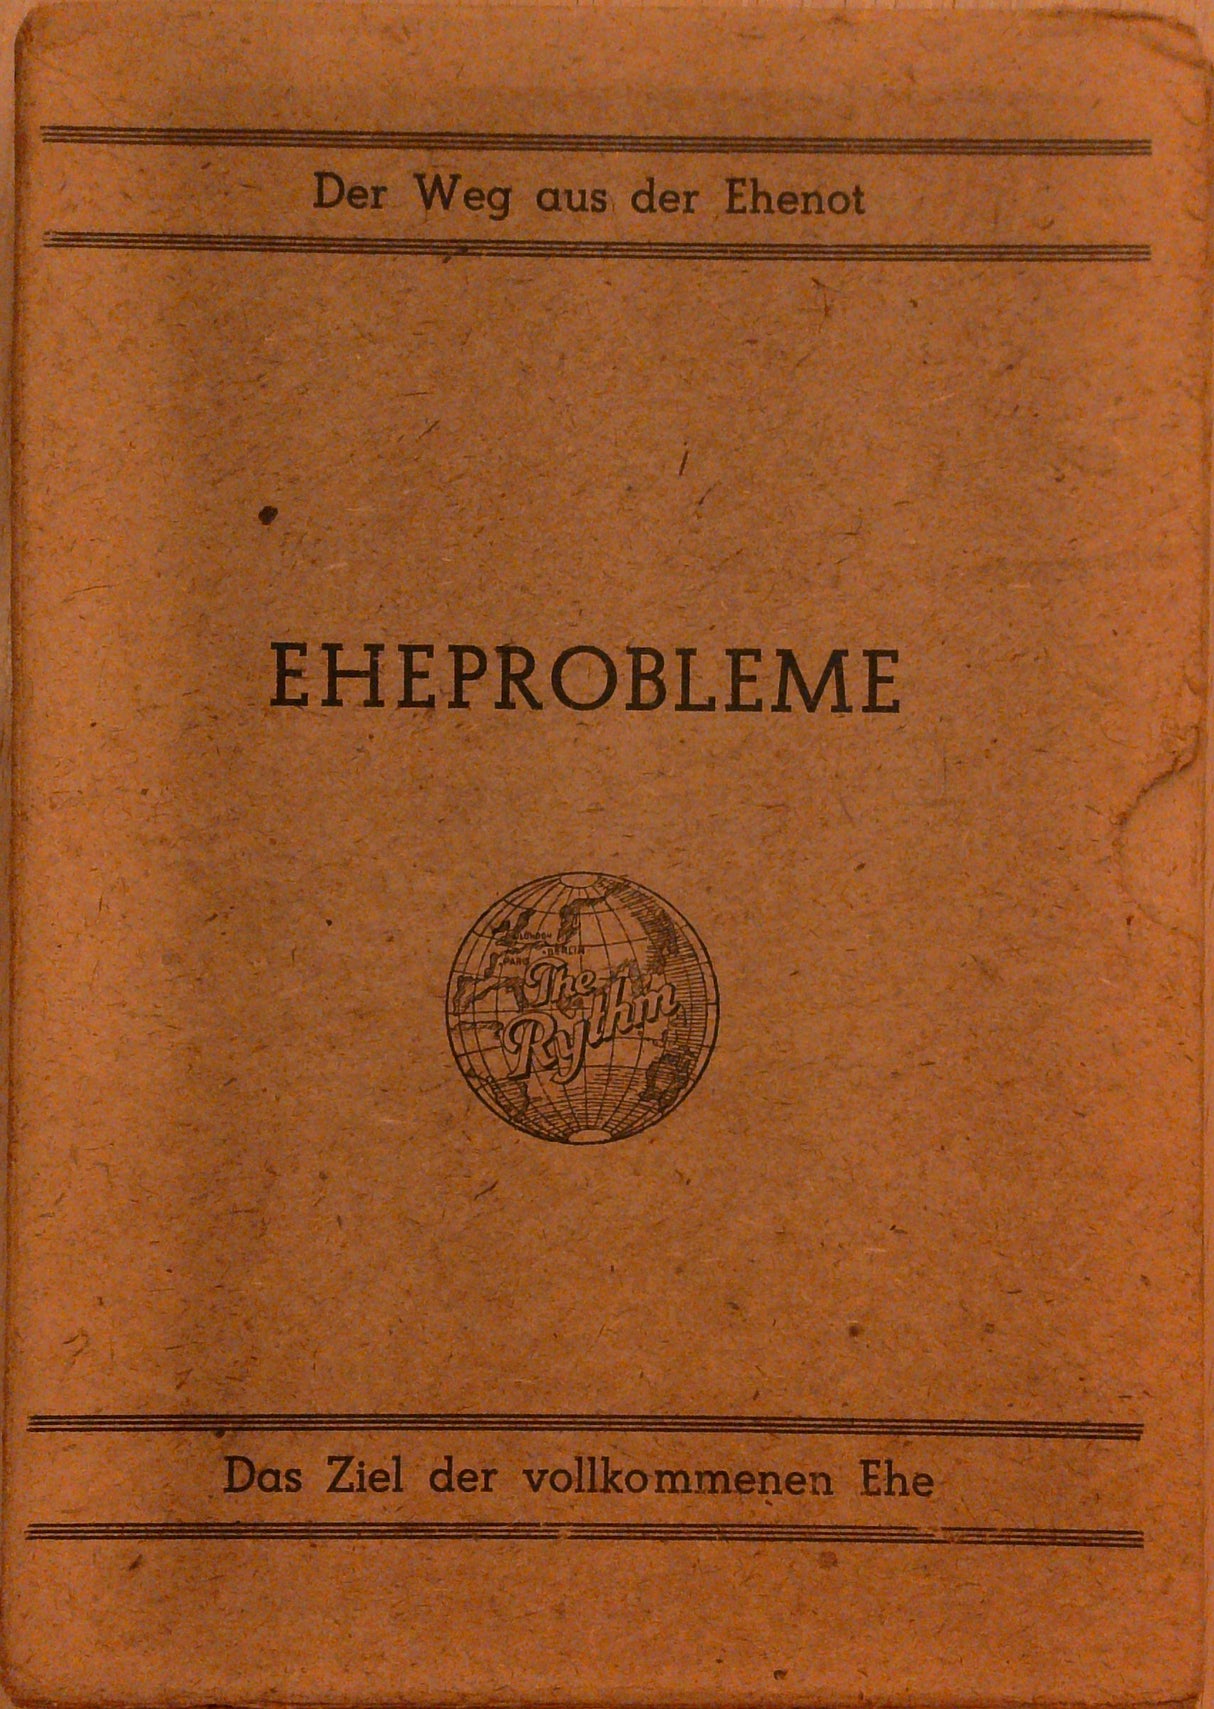 Der Weg aus der Ehenot
EHEPROBLEME
LONDON
BERLIN
PARIS
The
Rythm
Das Ziel der vollkommenen Ehe